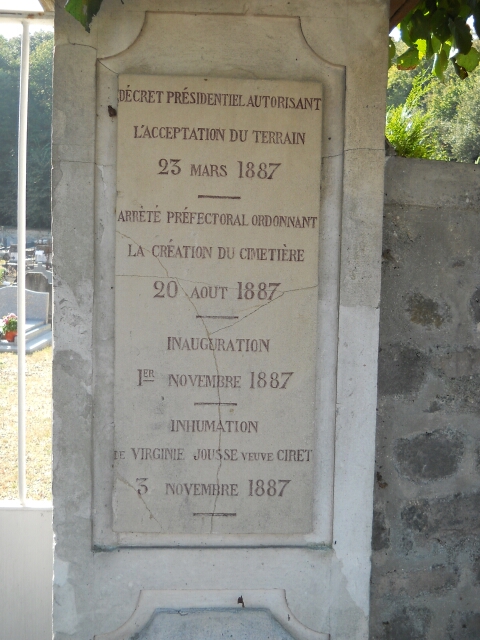 DÉCRET PRÉSIDENTIEL AUTORISANT
L'ACCEPTATION DU TERRAIN
23 MARS 1887
ARRÊTÉ PRÉFECTORAL ORDONNANT
LA CRÉATION DU CIMETIÈRE
20 AOUT 1887
INAUGURATION
1ER NOVEMBRE 1887
INHUMATION
DE VIRGINIE JOUSSE VEUVE CIRET
3 NOVEMBRE 1887